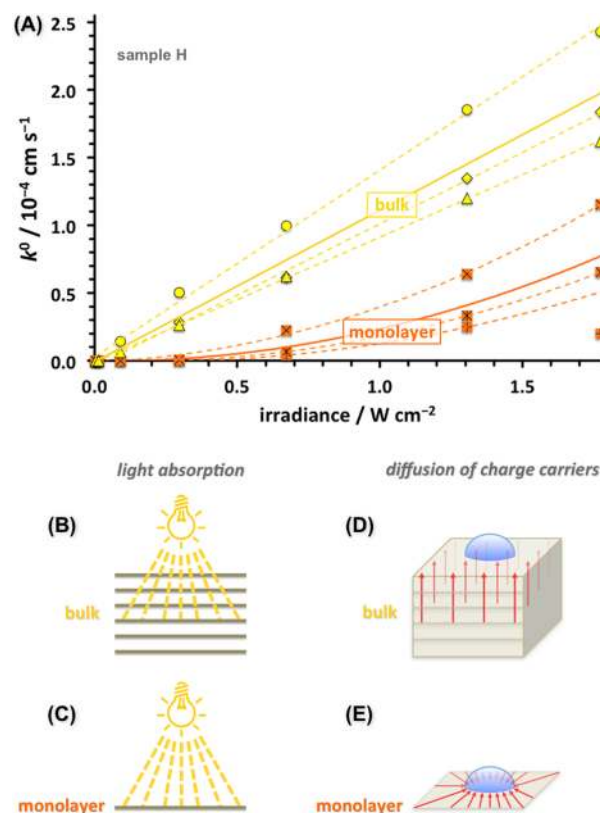 (A)
sample H
2.5
2.0
1.5
1.0
0.5
0.0
k⁰ / 10⁻⁴ cm s⁻¹
bulk
monolayer
0.0 0.5 1.0 1.5
irradiance / W cm⁻²
light absorption
diffusion of charge carriers
(B)
(D)
bulk
bulk
(C)
(E)
monolayer
monolayer